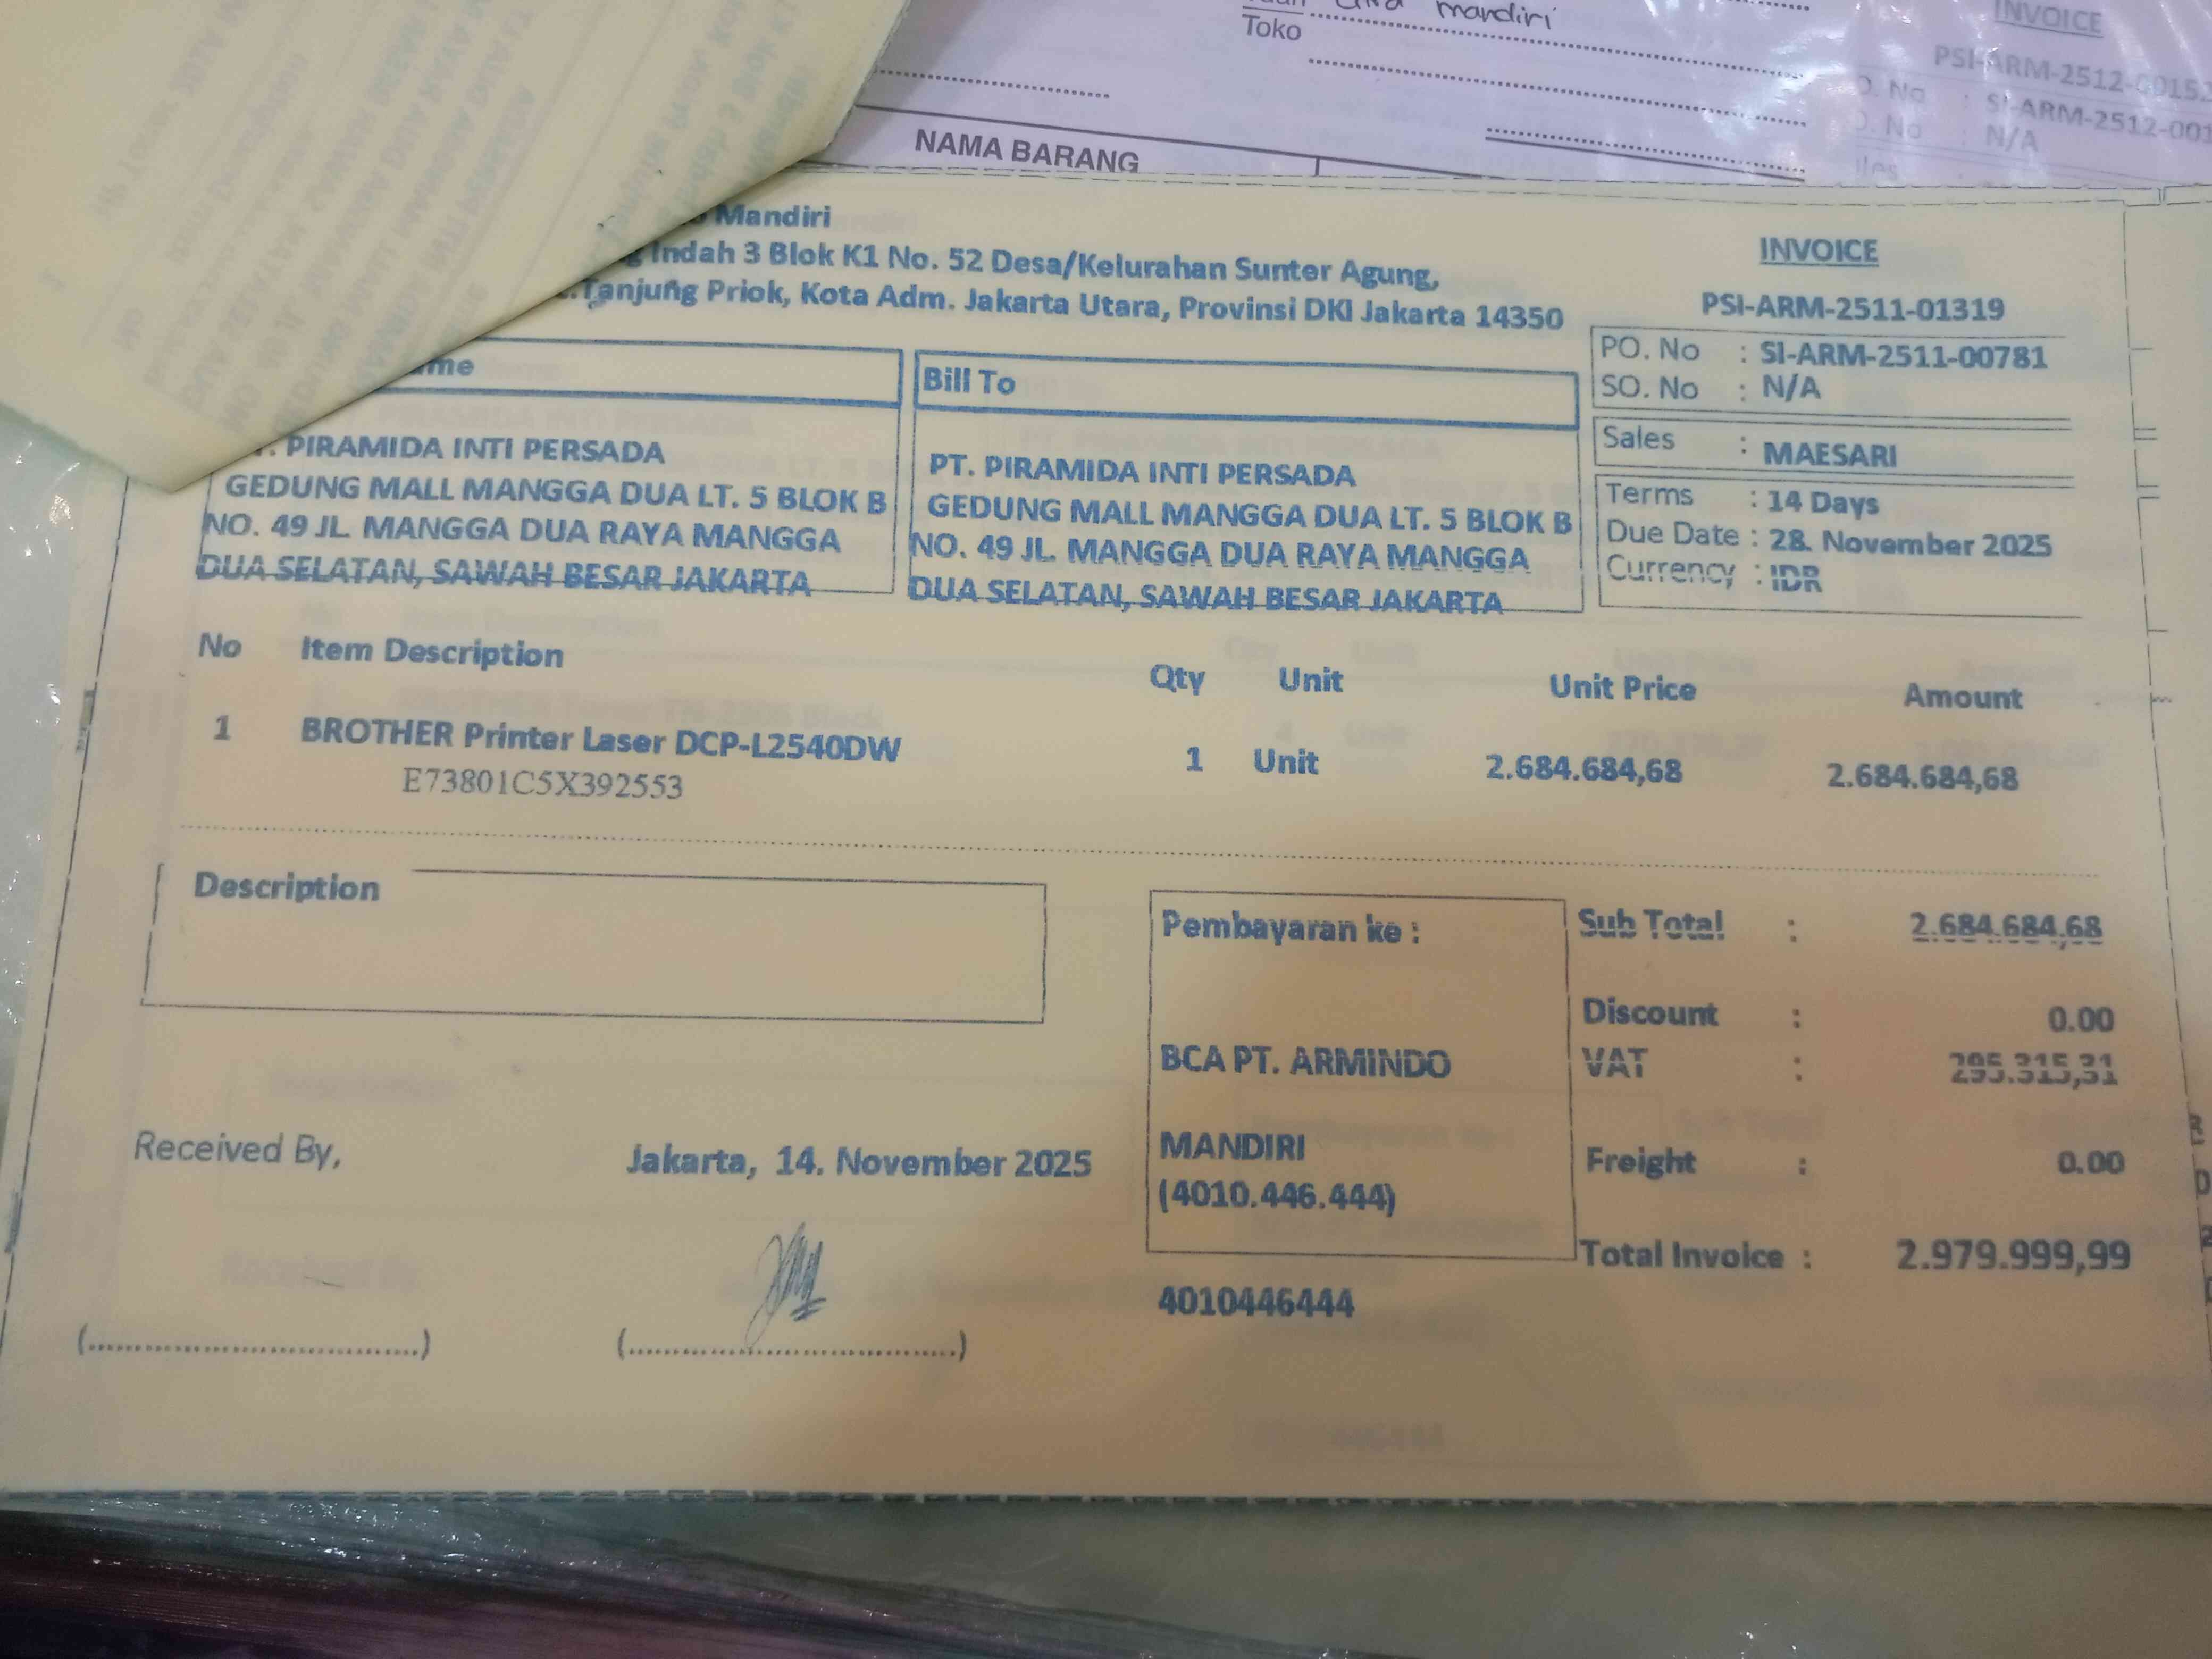 mandiri
Toko
NAMA BARANG
INVOICE
PSI-ARM-2512-0015
No : SI-ARM-2512-001
No : N/A
Mandiri
Indah 3 Blok K1 No. 52 Desa/Kelurahan Sunter Agung,
Tanjung Priok, Kota Adm. Jakarta Utara, Provinsi DKI Jakarta 14350
INVOICE
PSI-ARM-2511-01319
PO. No : SI-ARM-2511-00781
SO. No : N/A
Sales : MAESARI
Terms : 14 Days
Due Date : 28. November 2025
Currency : IDR
PIRAMIDA INTI PERSADA
GEDUNG MALL MANGGA DUA LT. 5 BLOK B
NO. 49 JL. MANGGA DUA RAYA MANGGA
DUA SELATAN, SAWAH BESAR JAKARTA
Bill To
PT. PIRAMIDA INTI PERSADA
GEDUNG MALL MANGGA DUA LT. 5 BLOK B
NO. 49 JL. MANGGA DUA RAYA MANGGA
DUA SELATAN, SAWAH BESAR JAKARTA
No Item Description Qty Unit Unit Price Amount
1 BROTHER Printer Laser DCP-L2540DW 1 Unit 2.684.684,68 2.684.684,68
E73801C5X392553
Description
Pembayaran ke :
BCA PT. ARMINDO
MANDIRI
(4010.446.444)
4010446444
Sub Total : 2.684.684,68
Discount : 0.00
VAT : 295.315,31
Freight : 0.00
Total Invoice : 2.979.999,99
Received By,
Jakarta, 14. November 2025